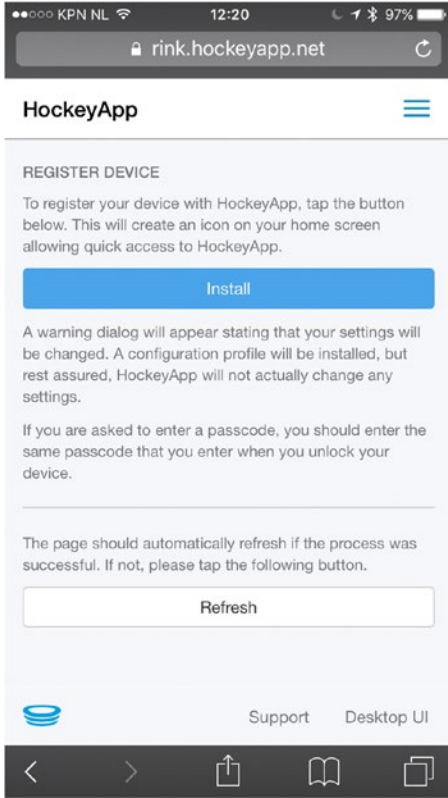 KPN NL 12:20 97%
rink.hockeyapp.net
HockeyApp
REGISTER DEVICE
To register your device with HockeyApp, tap the button
below. This will create an icon on your home screen
allowing quick access to HockeyApp.
Install
A warning dialog will appear stating that your settings will
be changed. A configuration profile will be installed, but
rest assured, HockeyApp will not actually change any
settings.
If you are asked to enter a passcode, you should enter the
same passcode that you enter when you unlock your
device.
The page should automatically refresh if the process was
successful. If not, please tap the following button.
Refresh
Support Desktop UI